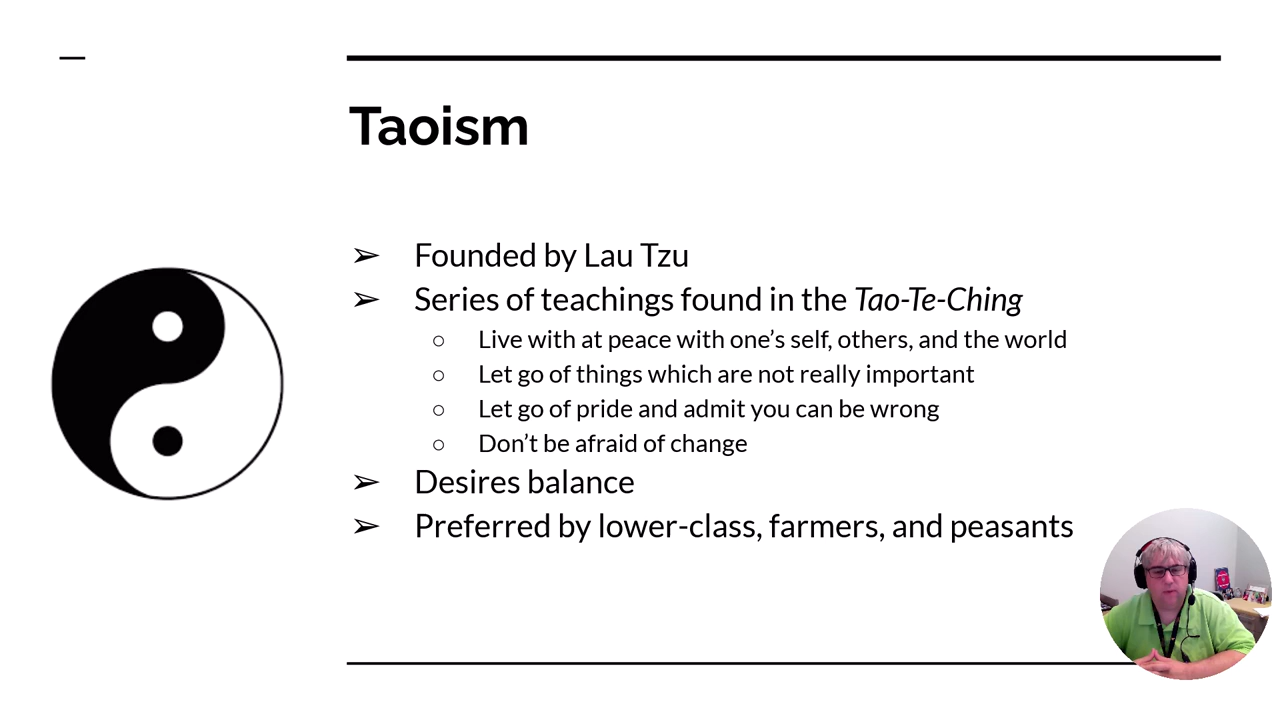 Taoism
➢ Founded by Lau Tzu
➢ Series of teachings found in the Tao-Te-Ching
○ Live with at peace with one’s self, others, and the world
○ Let go of things which are not really important
○ Let go of pride and admit you can be wrong
○ Don’t be afraid of change
➢ Desires balance
➢ Preferred by lower-class, farmers, and peasants